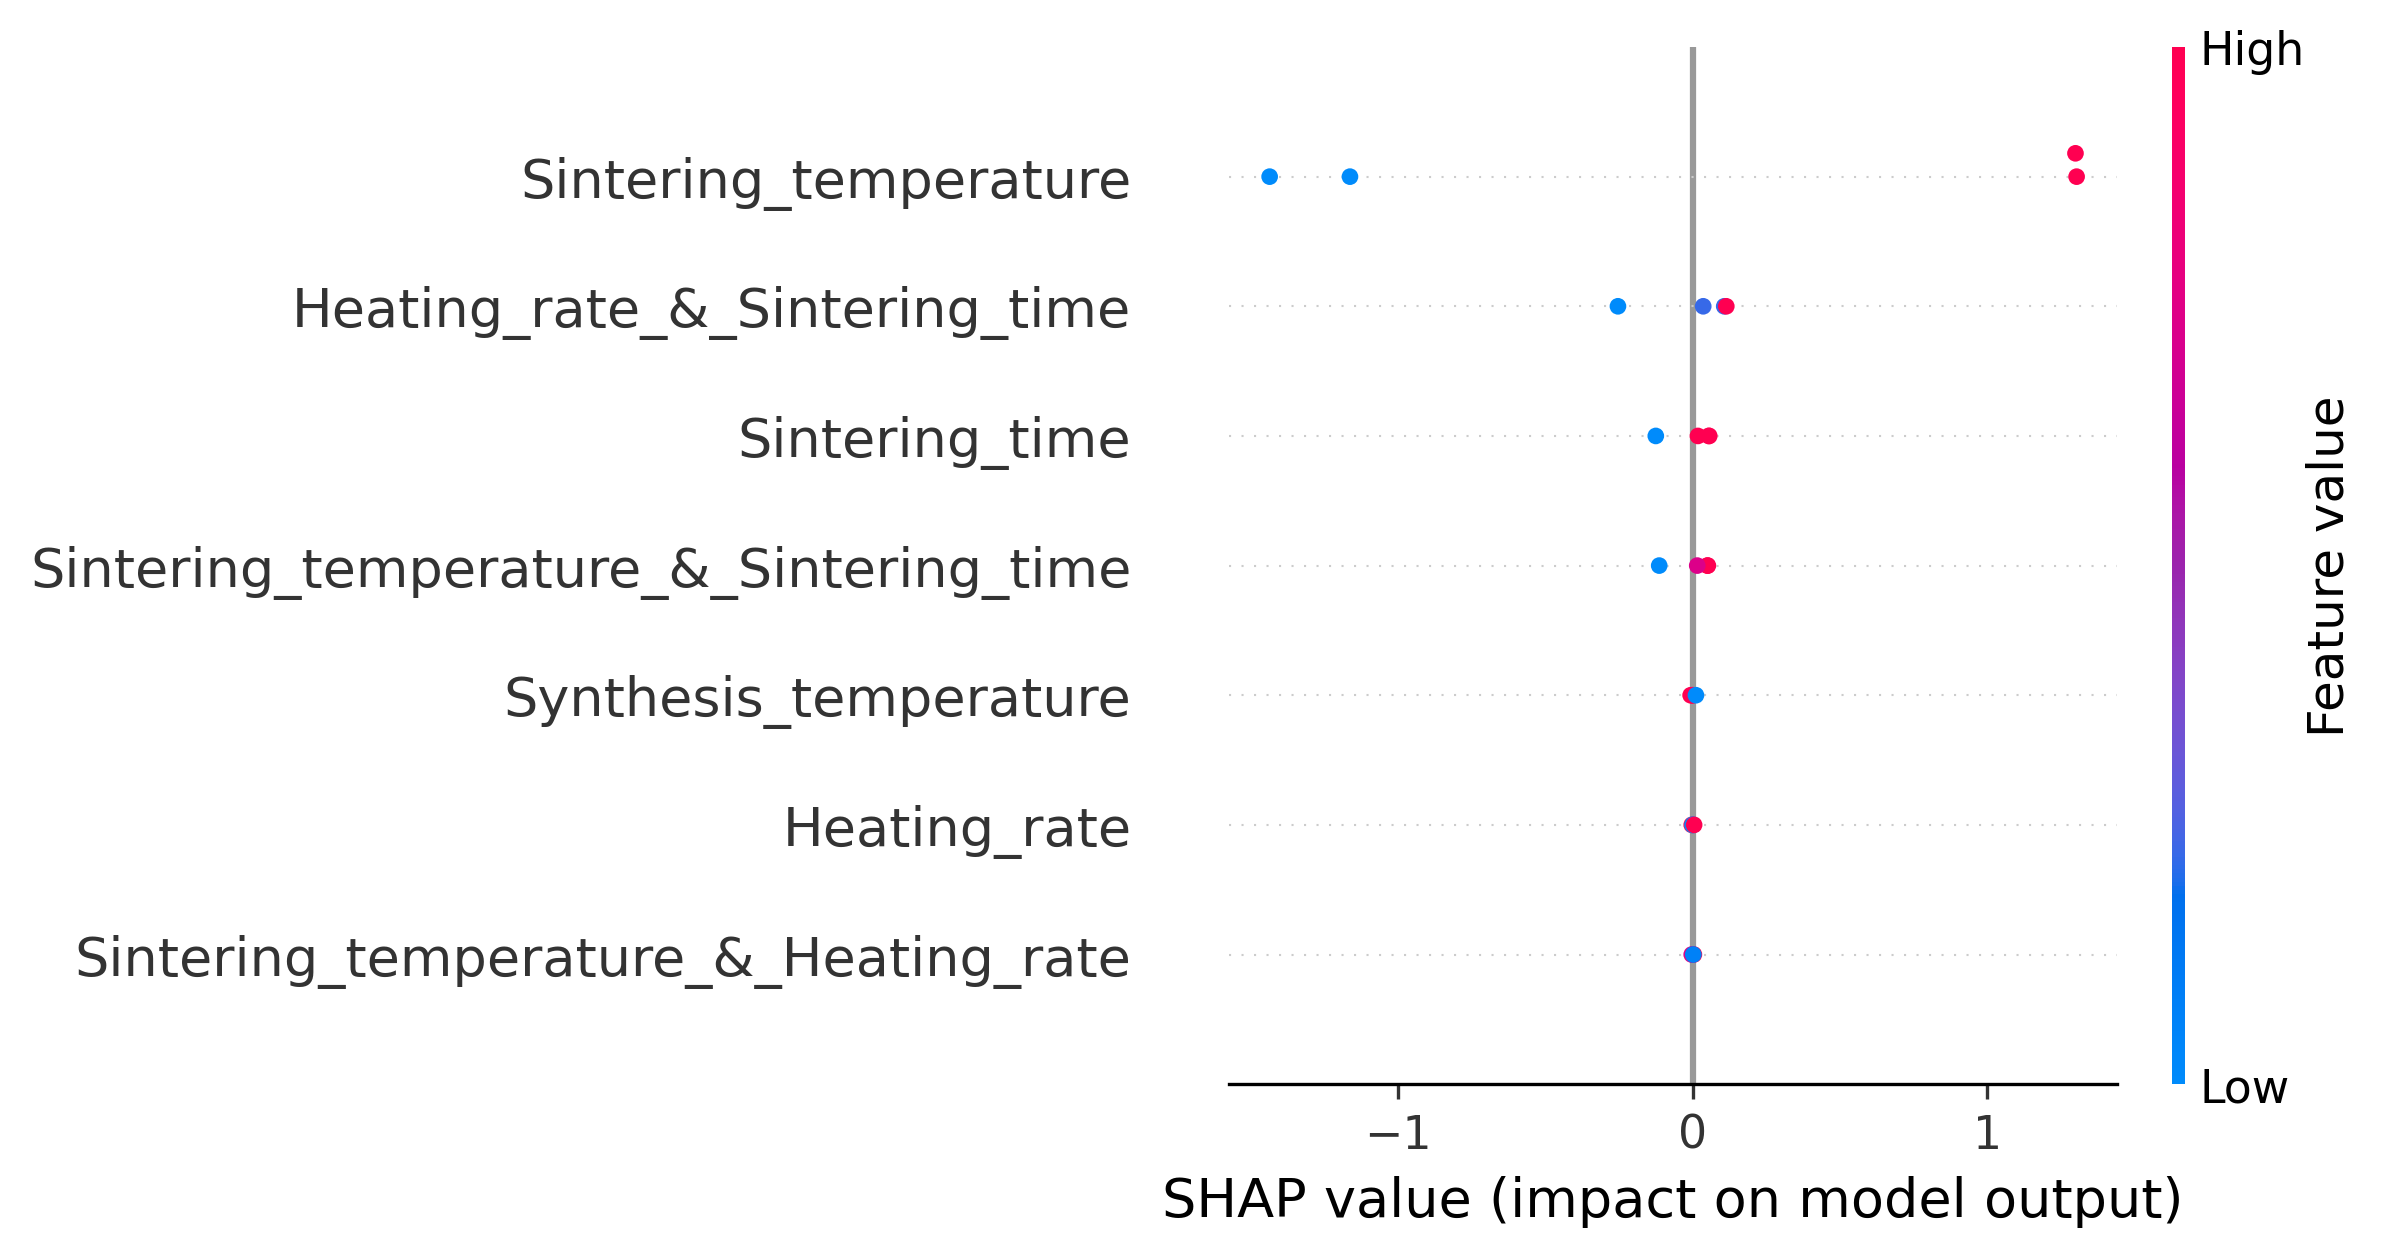 High
Sintering_temperature
Heating_rate_&_Sintering_time
Sintering_time
Sintering_temperature_&_Sintering_time
Synthesis_temperature
Heating_rate
Sintering_temperature_&_Heating_rate
Feature value
Low
−1
0
1
SHAP value (impact on model output)